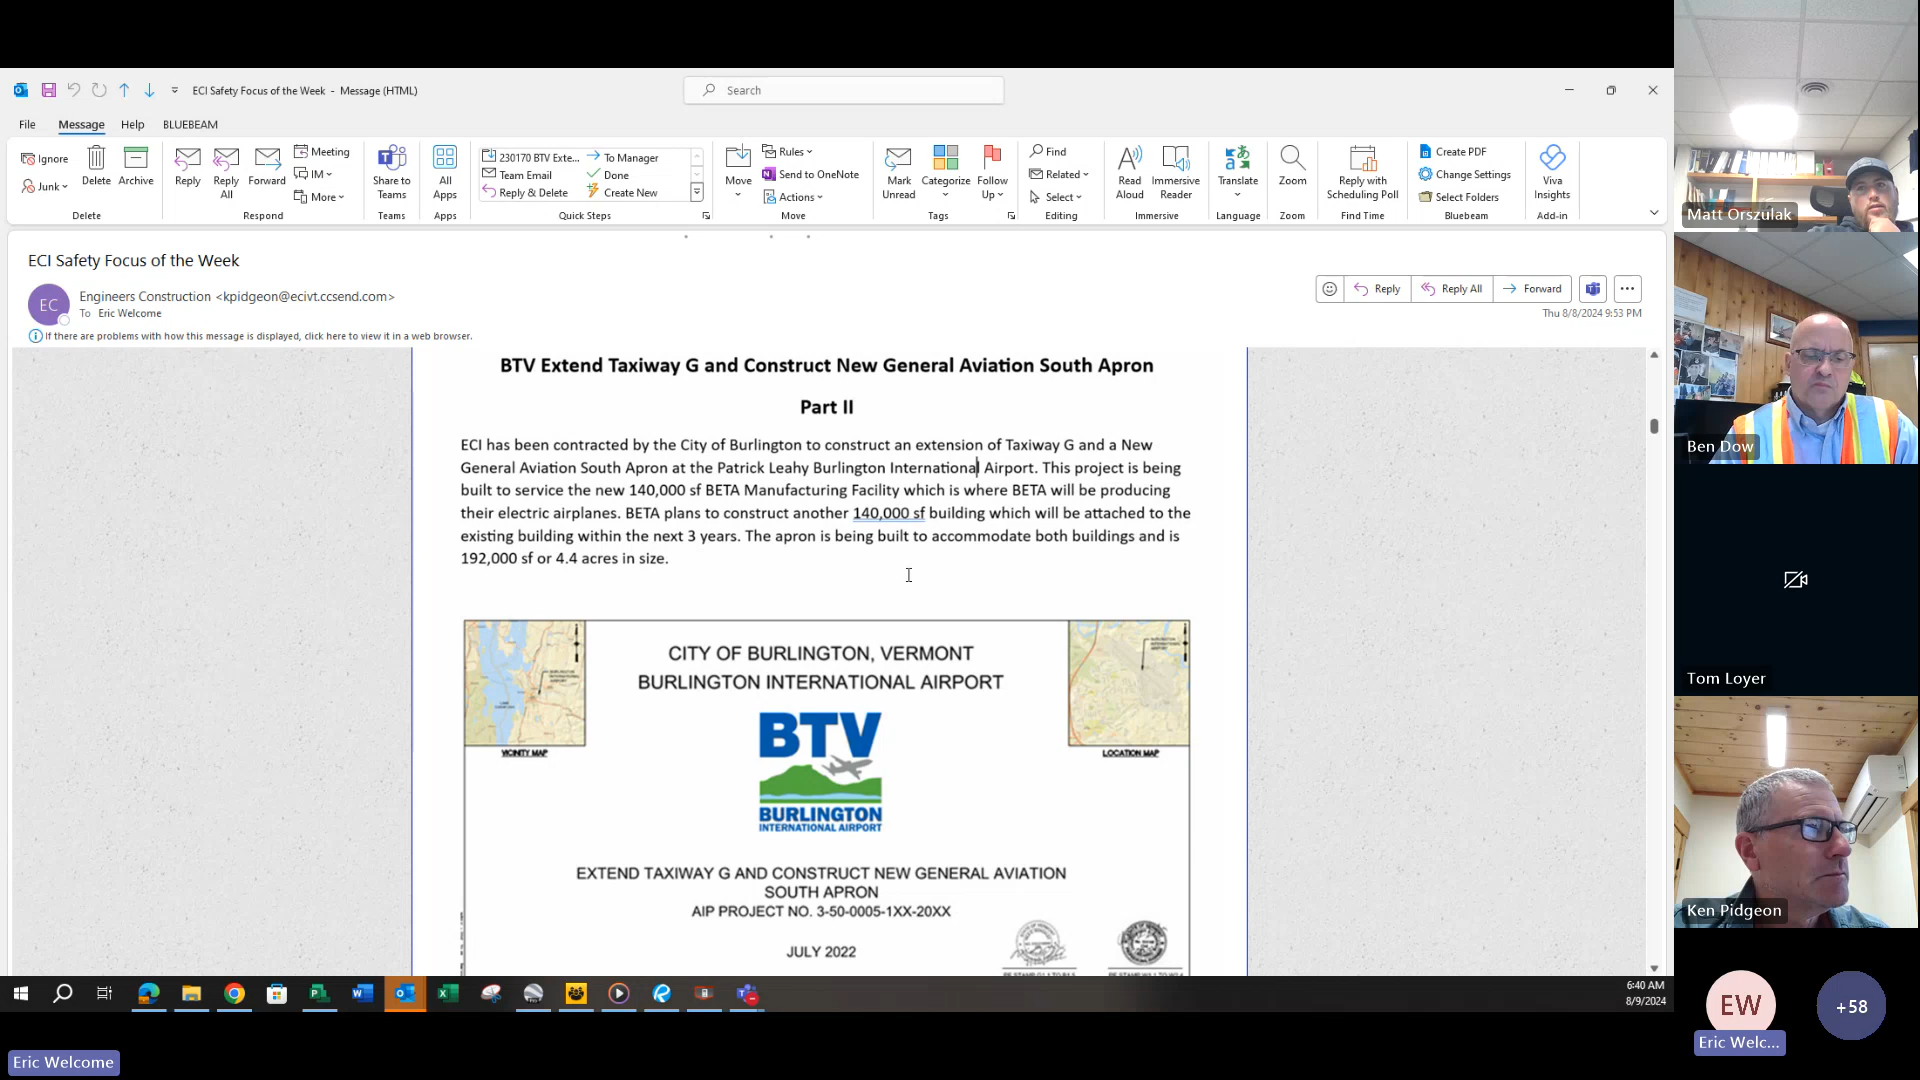 ECI Safety Focus of the Week - Message (HTML)
Search
File Message Help BLUEBEAM
Ignore
Junk
Delete
Archive
Delete
Reply
Reply All
Forward
Meeting
IM
More
Respond
Share to Teams
Teams
All Apps
Apps
230170 BTV Exte...
Team Email
Reply & Delete
To Manager
Done
Create New
Quick Steps
Move
Rules
Send to OneNote
Actions
Move
Mark Unread
Categorize
Follow Up
Tags
Find
Related
Select
Editing
Read Aloud
Immersive Reader
Immersive
Translate
Language
Zoom
Zoom
Reply with Scheduling Poll
Find Time
Create PDF
Change Settings
Select Folders
Bluebeam
Viva Insights
Add-in
ECI Safety Focus of the Week
EC
Engineers Construction <kpidgeon@ecivt.ccsend.com>
To Eric Welcome
Reply
Reply All
Forward
Thu 8/8/2024 9:53 PM
If there are problems with how this message is displayed, click here to view it in a web browser.
BTV Extend Taxiway G and Construct New General Aviation South Apron
Part II
ECI has been contracted by the City of Burlington to construct an extension of Taxiway G and a New
General Aviation South Apron at the Patrick Leahy Burlington International Airport. This project is being
built to service the new 140,000 sf BETA Manufacturing Facility which is where BETA will be producing
their electric airplanes. BETA plans to construct another 140,000 sf building which will be attached to the
existing building within the next 3 years. The apron is being built to accommodate both buildings and is
192,000 sf or 4.4 acres in size.
CITY OF BURLINGTON, VERMONT
BURLINGTON INTERNATIONAL AIRPORT
VICINITY MAP
LOCATION MAP
BTV
BURLINGTON
INTERNATIONAL AIRPORT
EXTEND TAXIWAY G AND CONSTRUCT NEW GENERAL AVIATION
SOUTH APRON
AIP PROJECT NO. 3-50-0005-1XX-20XX
JULY 2022
6:40 AM
8/9/2024
Matt Orszulak
Ben Dow
Tom Loyer
Ken Pidgeon
EW
Eric Welc...
+58
Eric Welcome